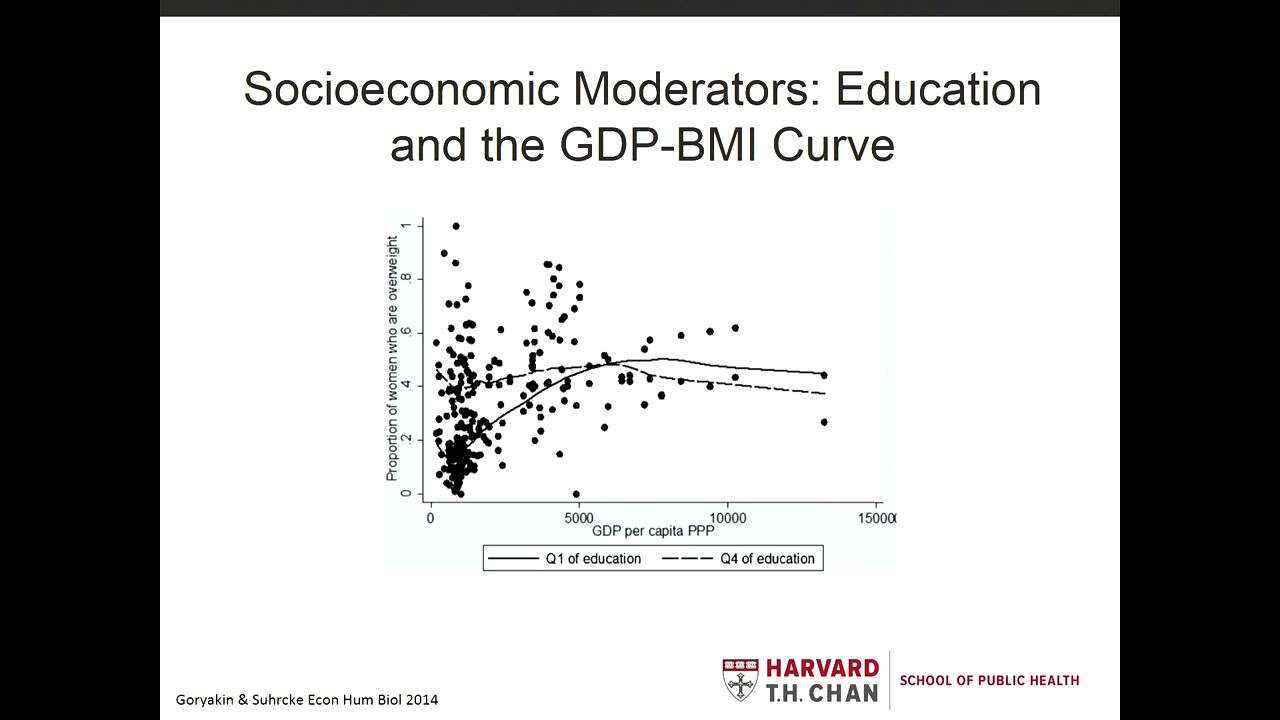 Socioeconomic Moderators: Education
and the GDP-BMI Curve
Proportion of women who are overweight
1
.8
.6
.4
.2
0
0 5000 10000 15000
GDP per capita PPP
Q1 of education Q4 of education
HARVARD
T.H. CHAN
SCHOOL OF PUBLIC HEALTH
Goryakin & Suhrcke Econ Hum Biol 2014